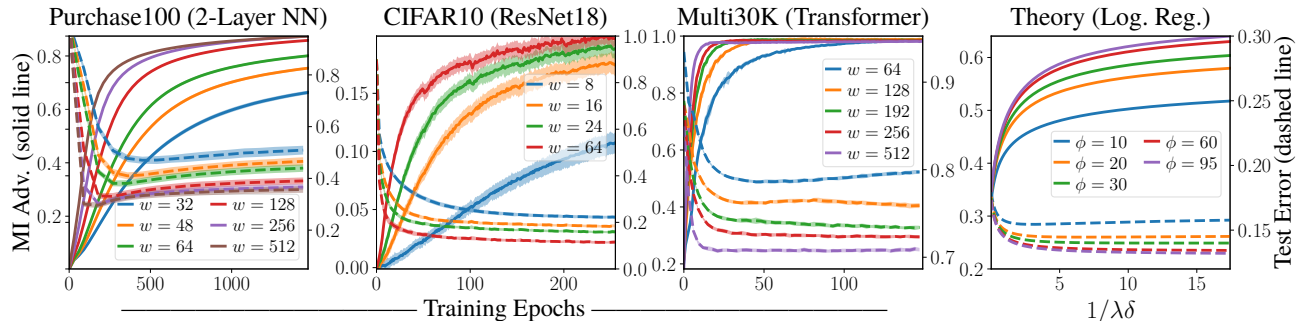 Purchase100 (2-Layer NN)
CIFAR10 (ResNet18)
Multi30K (Transformer)
Theory (Log. Reg.)
MI Adv. (solid line)
0.8
0.6
0.4
0.2
0
500
1000
0.8
0.6
0.4
0.2
w = 32
w = 48
w = 64
w = 128
w = 256
w = 512
0.15
0.10
0.05
0.00
0
100
200
1.0
0.8
0.6
0.4
0.2
0.0
w = 8
w = 16
w = 24
w = 64
1.0
0.8
0.6
0.4
0.2
0
50
100
0.9
0.8
0.7
w = 64
w = 128
w = 192
w = 256
w = 512
0.6
0.5
0.4
0.3
0.2
0
5
10
15
0.30
0.25
0.20
0.15
ϕ = 10
ϕ = 20
ϕ = 30
ϕ = 60
ϕ = 95
Test Error (dashed line)
Training Epochs
1/λδ